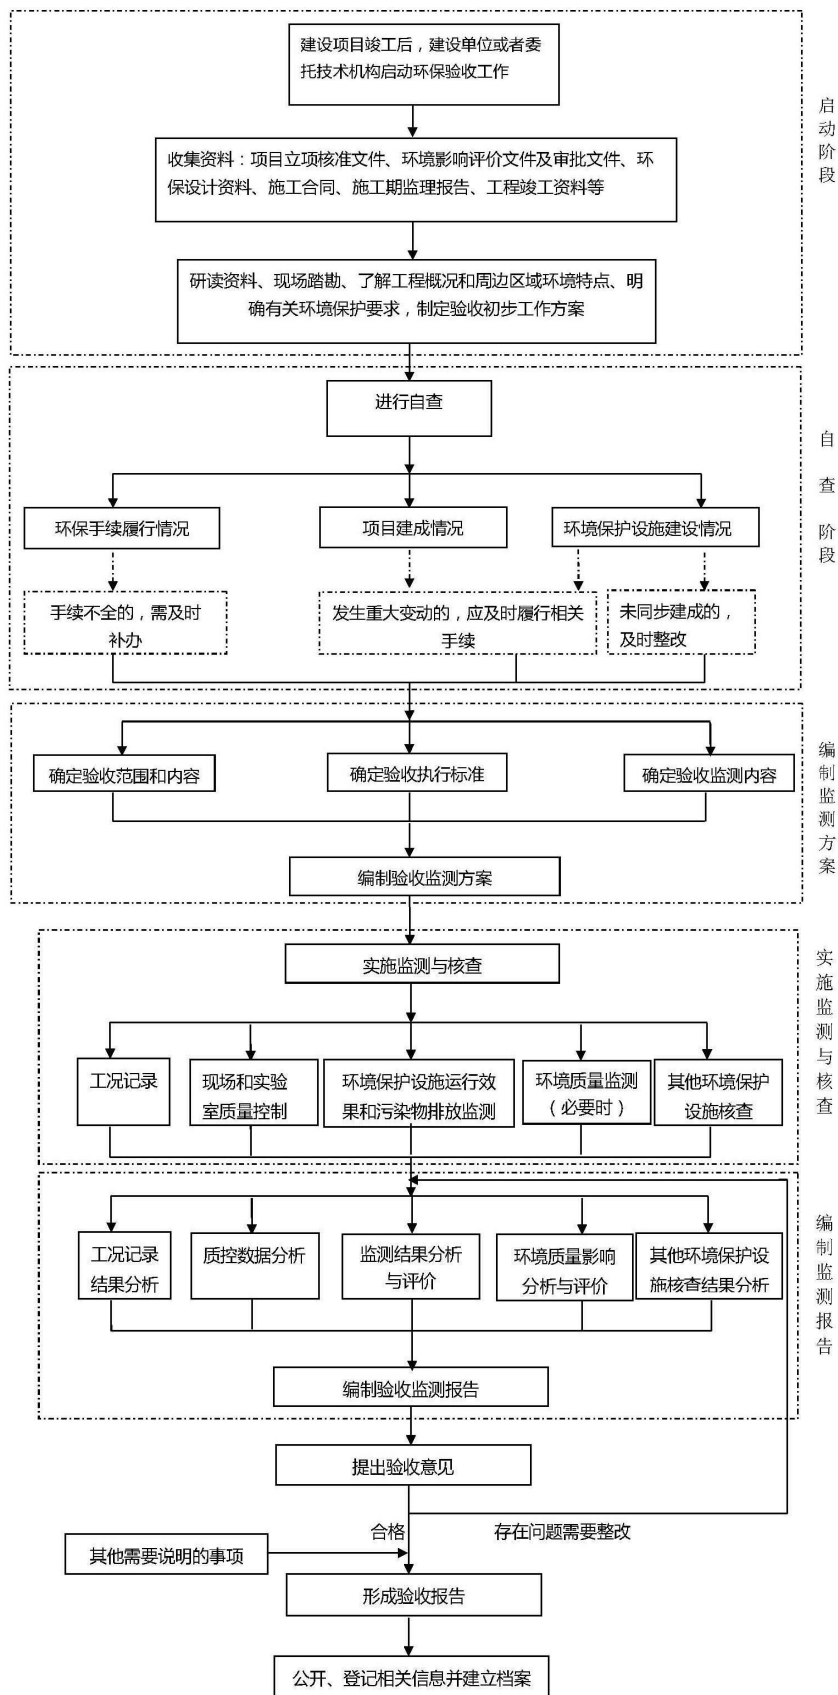 建设项目竣工后，建设单位或者委
托技术机构启动环保验收工作
启动阶段
收集资料：项目立项核准文件、环境影响评价文件及审批文件、环
保设计资料、施工合同、施工期监理报告、工程竣工资料等
研读资料、现场踏勘、了解工程概况和周边区域环境特点、明
确有关环境保护要求，制定验收初步工作方案
进行自查
自查阶段
环保手续履行情况
项目建成情况
环境保护设施建设情况
手续不全的，需及时
补办
发生重大变动的，应及时履行相关
手续
未同步建成的，
及时整改
编制监测方案
确定验收范围和内容
确定验收执行标准
确定验收监测内容
编制验收监测方案
实施监测与核查
实施监测与核查
工况记录
现场和实验
室质量控制
环境保护设施运行效
果和污染物排放监测
环境质量监测
（必要时）
其他环境保护
设施核查
编制监测报告
工况记录
结果分析
质控数据分析
监测结果分析
与评价
环境质量影响
分析与评价
其他环境保护设
施核查结果分析
编制验收监测报告
提出验收意见
合格
存在问题需要整改
其他需要说明的事项
形成验收报告
公开、登记相关信息并建立档案